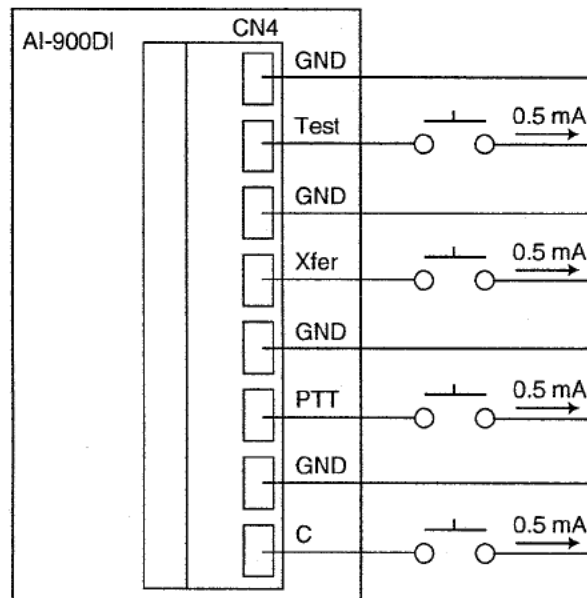 AI-900DI
CN4
GND
Test
0.5 mA
GND
Xfer
0.5 mA
GND
PTT
0.5 mA
GND
C
0.5 mA